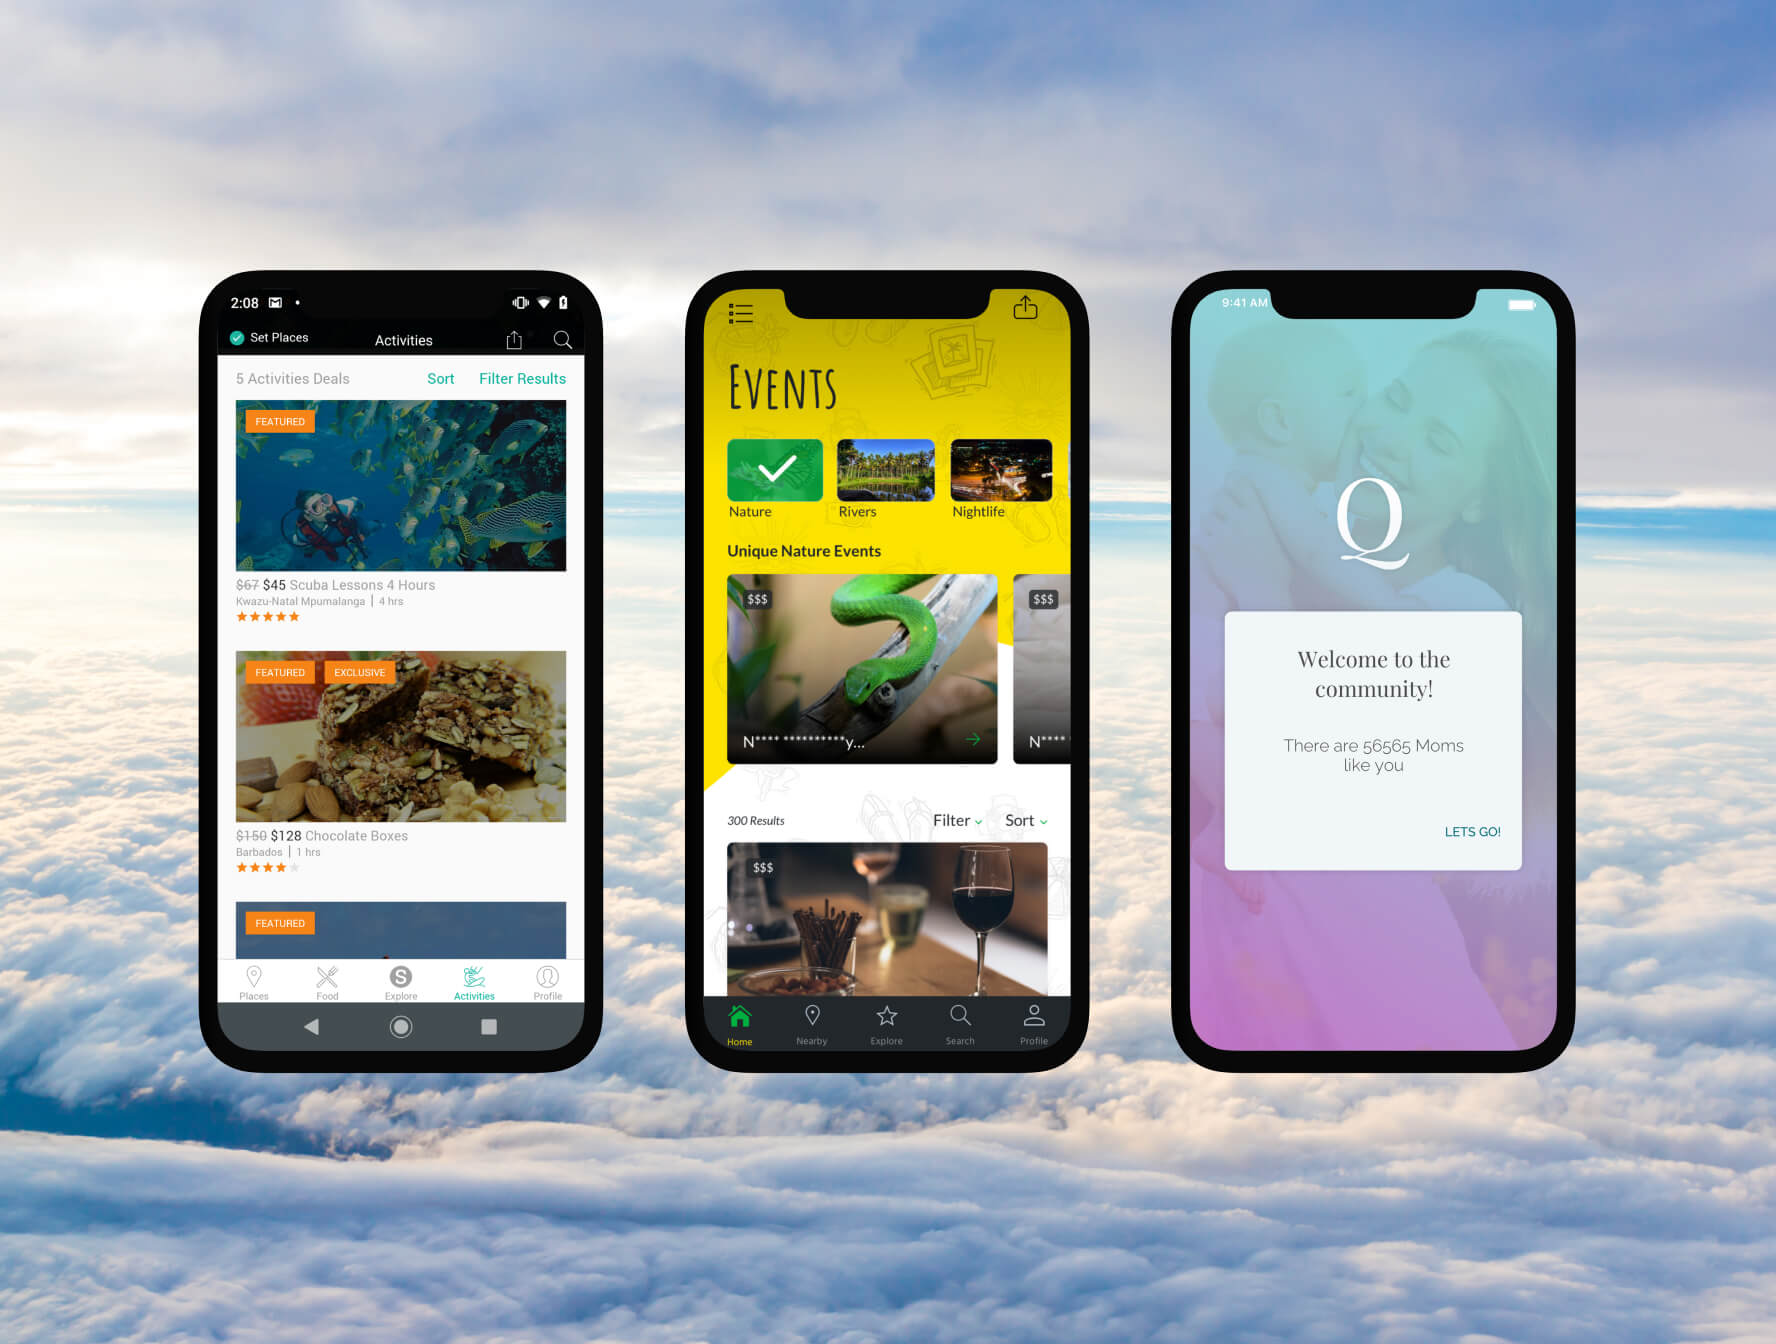 2:08
Set Places
Activities
5 Activities Deals
Sort
Filter Results
FEATURED
$67 $45 Scuba Lessons 4 Hours
Kwazu-Natal Mpumalanga | 4 hrs
FEATURED
EXCLUSIVE
$150 $128 Chocolate Boxes
Barbados | 1 hrs
FEATURED
S
Places
Food
Explore
Activities
Profile
EVENTS
Nature
Rivers
Nightlife
Unique Nature Events
$$$
$$$
N**** **********y...
N**** *
300 Results
Filter
Sort
$$$
Home
Nearby
Explore
Search
Profile
9:41 AM
Q
Welcome to the
community!
There are 56565 Moms
like you
LETS GO!